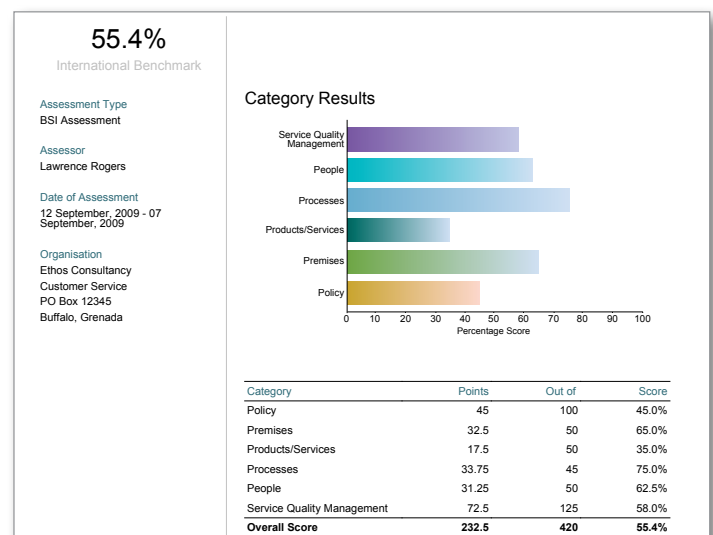 55.4%
International Benchmark
Assessment Type
BSI Assessment
Assessor
Lawrence Rogers
Date of Assessment
12 September, 2009 - 07
September, 2009
Organisation
Ethos Consultancy
Customer Service
PO Box 12345
Buffalo, Grenada
Category Results
Service Quality
Management
People
Processes
Products/Services
Premises
Policy
0 10 20 30 40 50 60 70 80 90 100
Percentage Score
Category Points Out of Score
Policy 45 100 45.0%
Premises 32.5 50 65.0%
Products/Services 17.5 50 35.0%
Processes 33.75 45 75.0%
People 31.25 50 62.5%
Service Quality Management 72.5 125 58.0%
Overall Score 232.5 420 55.4%